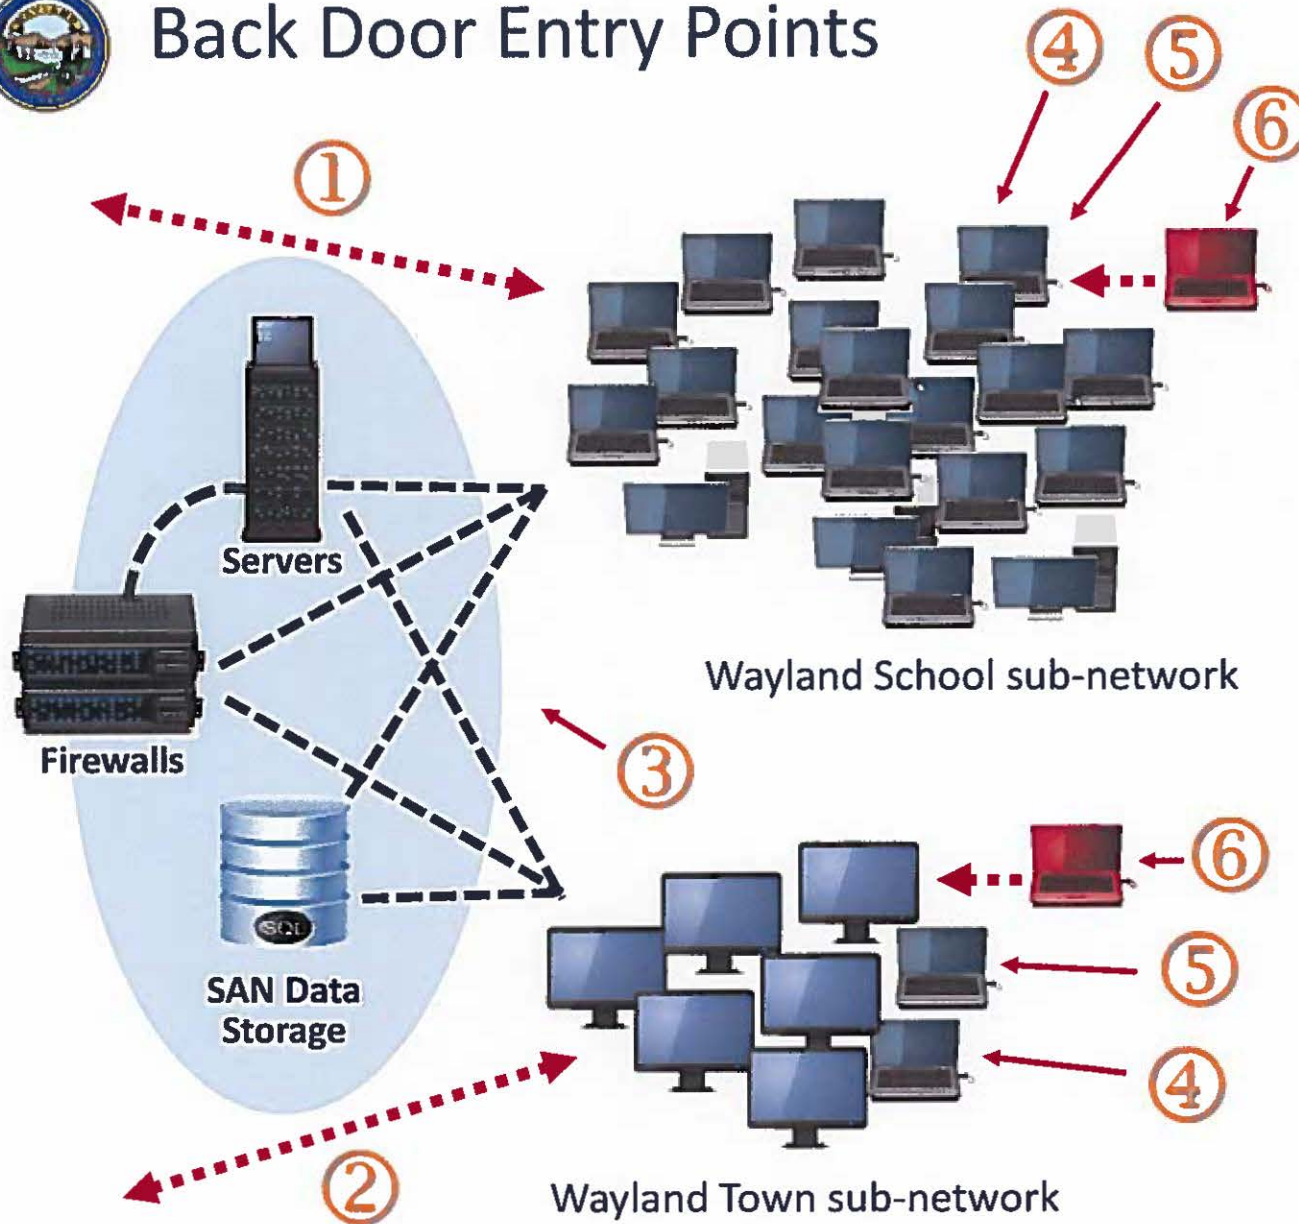 Back Door Entry Points
④
⑤
⑥
①
Servers
Firewalls
Wayland School sub-network
③
SQL
SAN Data
Storage
⑥
⑤
④
②
Wayland Town sub-network